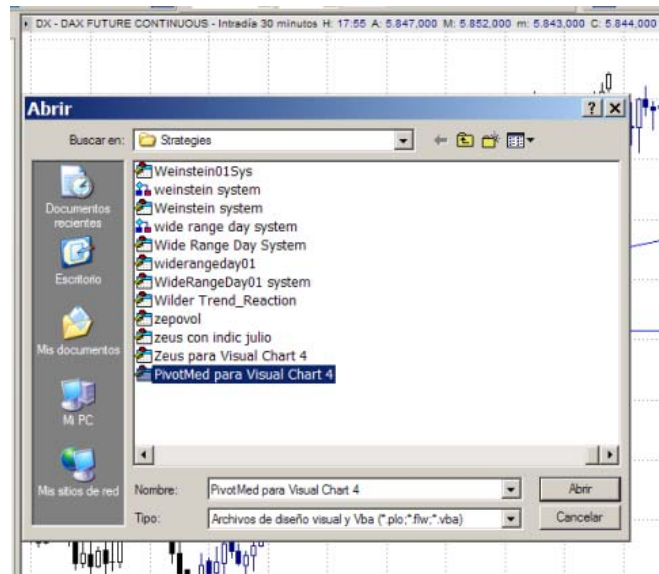 DX - DAX FUTURE CONTINUOUS - Intradía 30 minutos H: 17:55 A: 5.847,000 M: 5.852,000 m: 5.843,000 C: 5.844,000
Abrir
Buscar en: Strategies
Documentos recientes
Escritorio
Mis documentos
Mi PC
Mis sitios de red
Weinstein01Sys
weinstein system
Weinstein system
wide range day system
Wide Range Day System
widerangeday01
WideRangeDay01 system
Wilder Trend_Reaction
zepovol
zeus con indic julio
Zeus para Visual Chart 4
PivotMed para Visual Chart 4
Nombre: PivotMed para Visual Chart 4 Abrir
Tipo: Archivos de diseño visual y Vba (*.plo;*.flw;*.vba) Cancelar